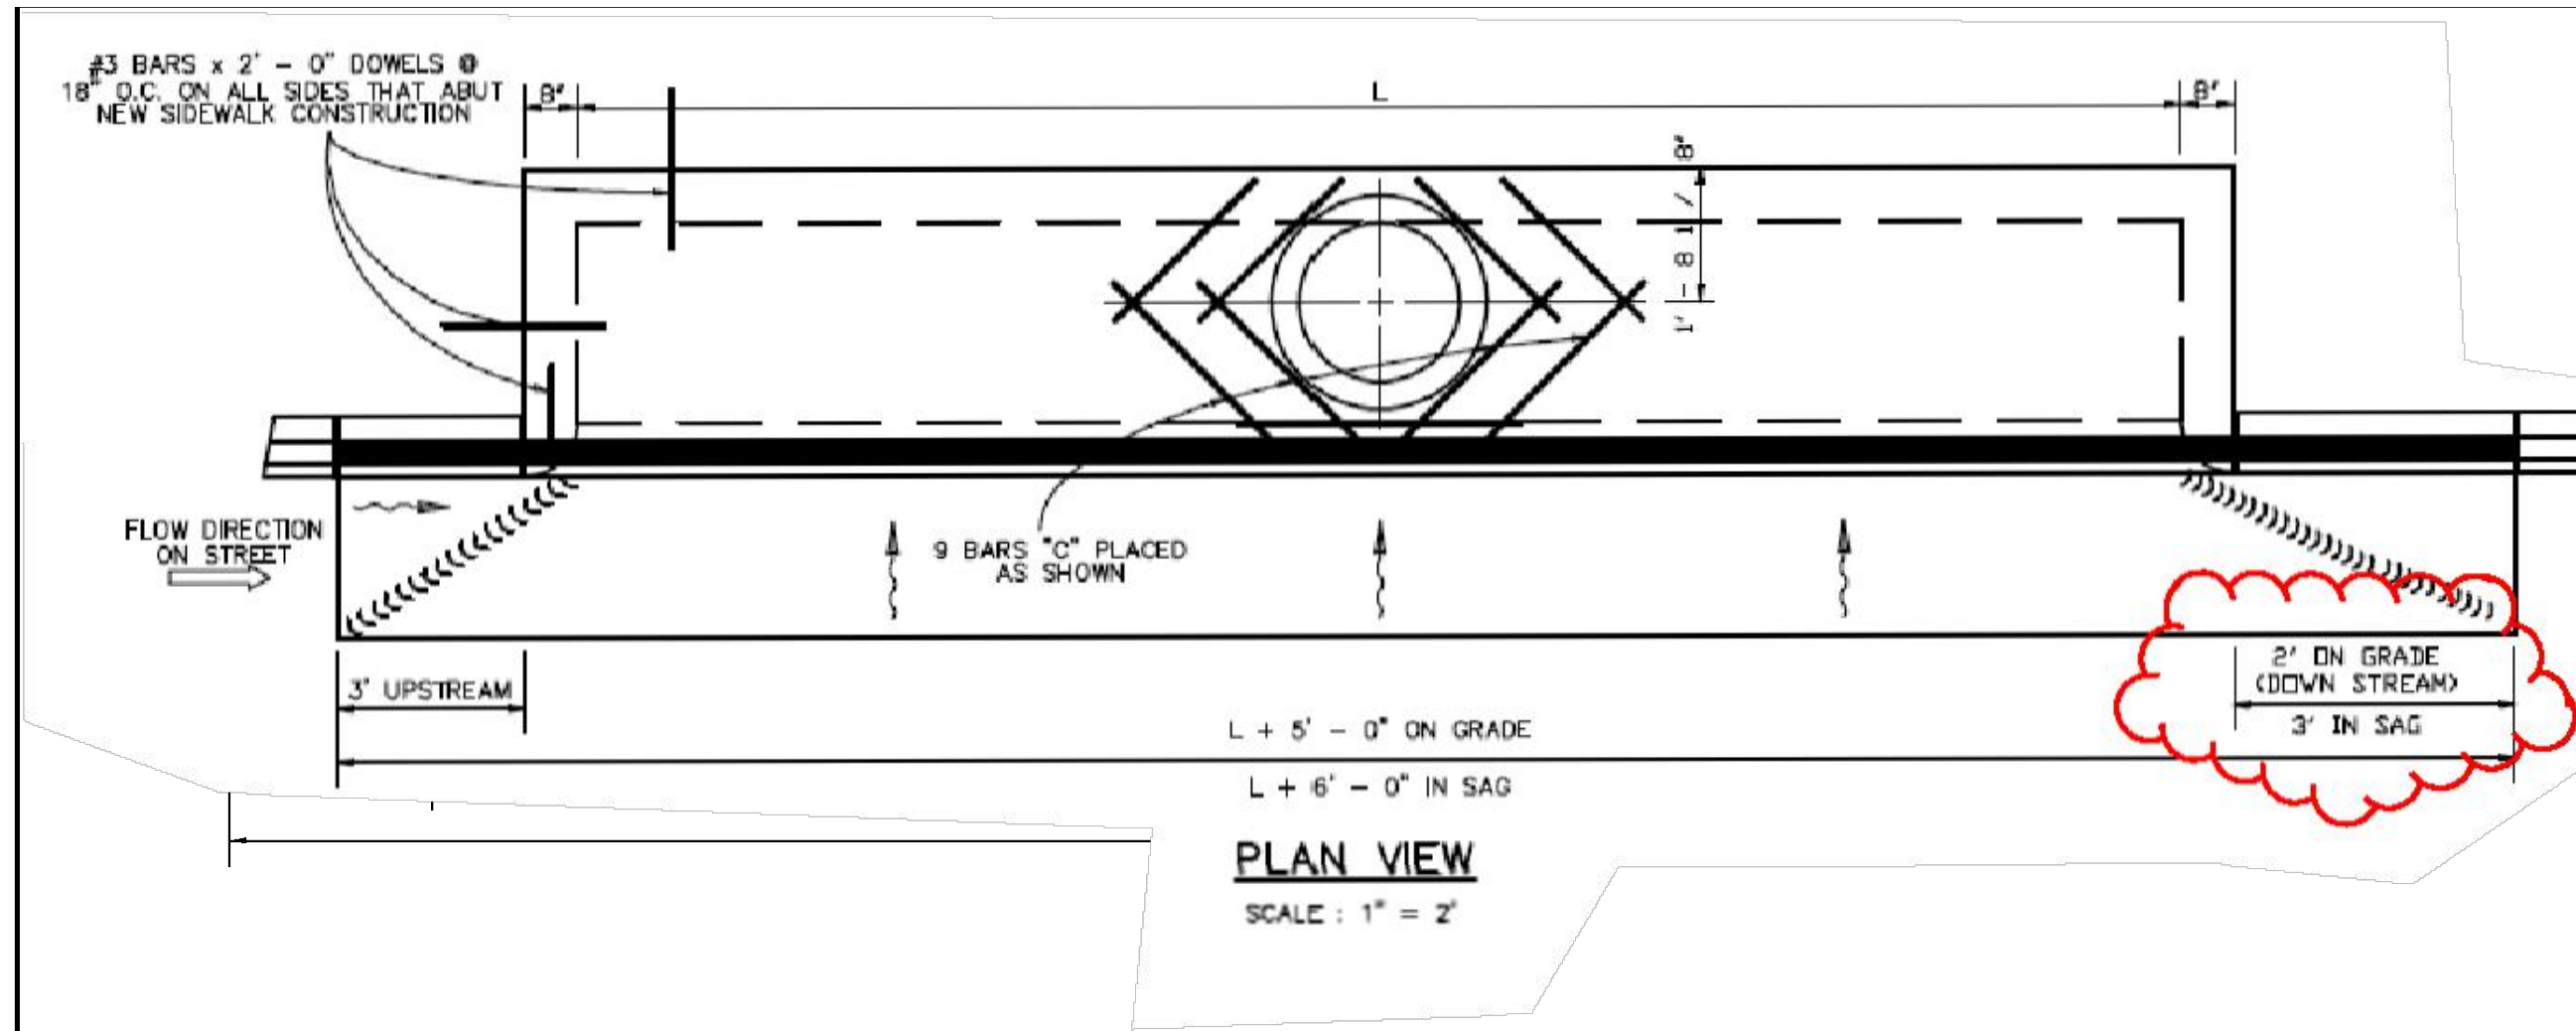 #3 BARS x 2' - 0" DOWELS @
18" O.C. ON ALL SIDES THAT ABUT
NEW SIDEWALK CONSTRUCTION
8"
L
8"
1' - 8 1/8"
FLOW DIRECTION
ON STREET
9 BARS "C" PLACED
AS SHOWN
3' UPSTREAM
2' ON GRADE
(DOWN STREAM)
3' IN SAG
L + 5' - 0" ON GRADE
L + 6' - 0" IN SAG
PLAN VIEW
SCALE : 1" = 2'